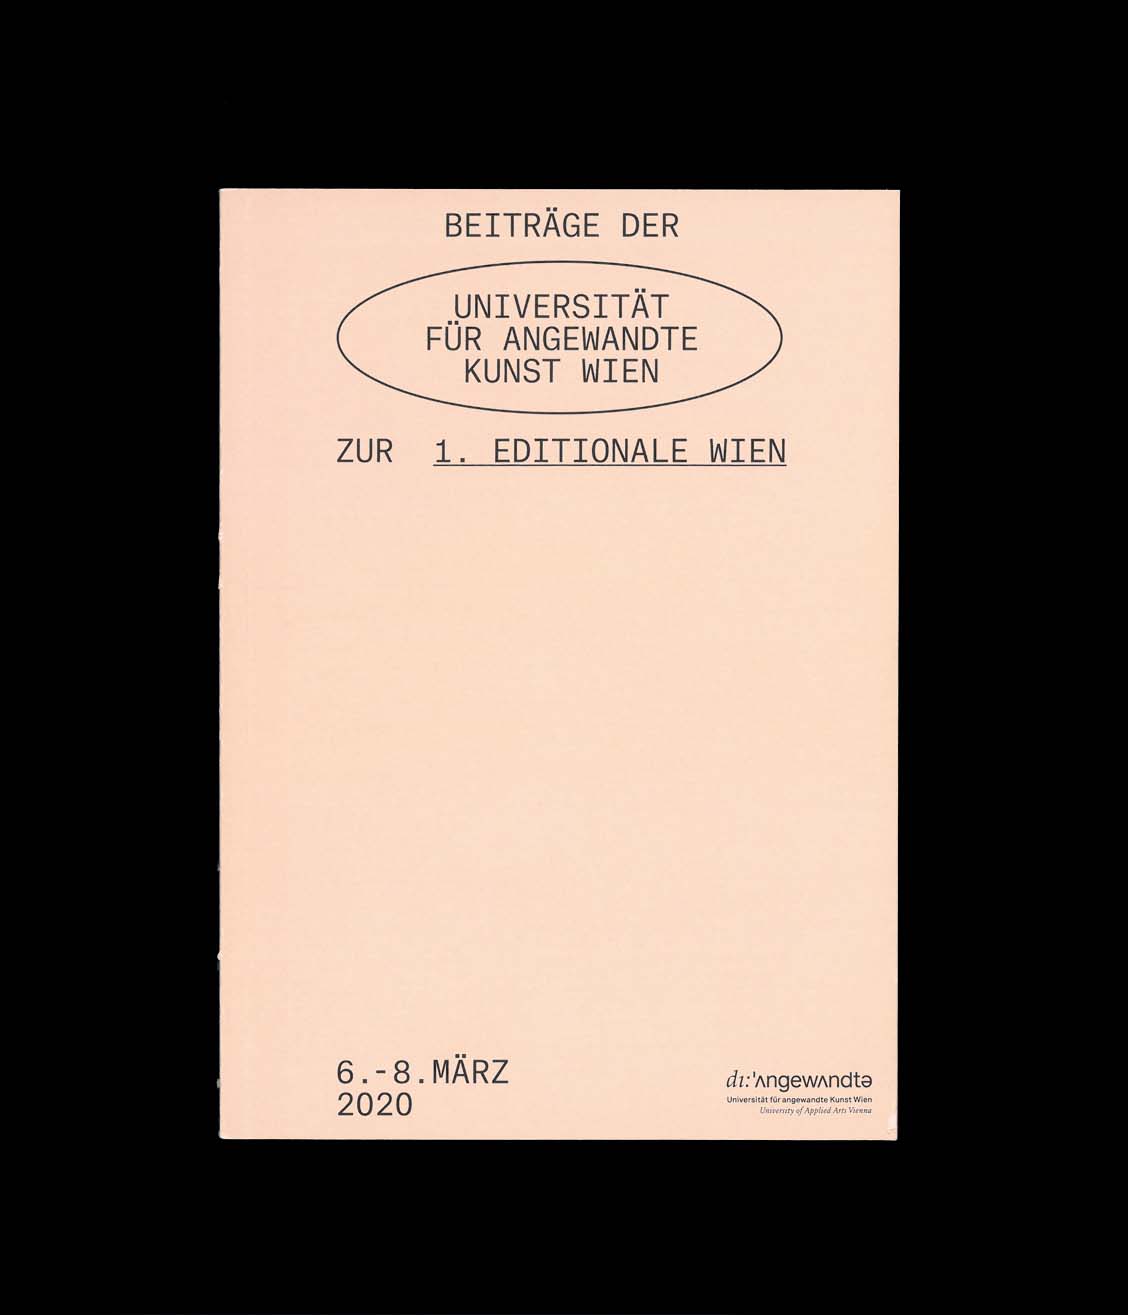 BEITRÄGE DER
UNIVERSITÄT
FÜR ANGEWANDTE
KUNST WIEN
ZUR 1. EDITIONALE WIEN
6.-8.MÄRZ
2020
dı:ˈʌngewʌndtə
Universität für angewandte Kunst Wien
University of Applied Arts Vienna